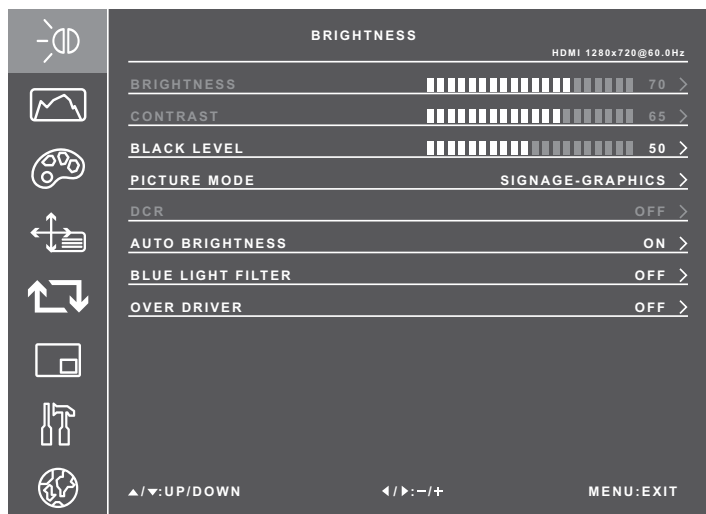 BRIGHTNESS
HDMI 1280x720@60.0Hz
BRIGHTNESS 70
CONTRAST 65
BLACK LEVEL 50
PICTURE MODE SIGNAGE-GRAPHICS
DCR OFF
AUTO BRIGHTNESS ON
BLUE LIGHT FILTER OFF
OVER DRIVER OFF
▲/▼:UP/DOWN ◀/▶:−/+ MENU:EXIT